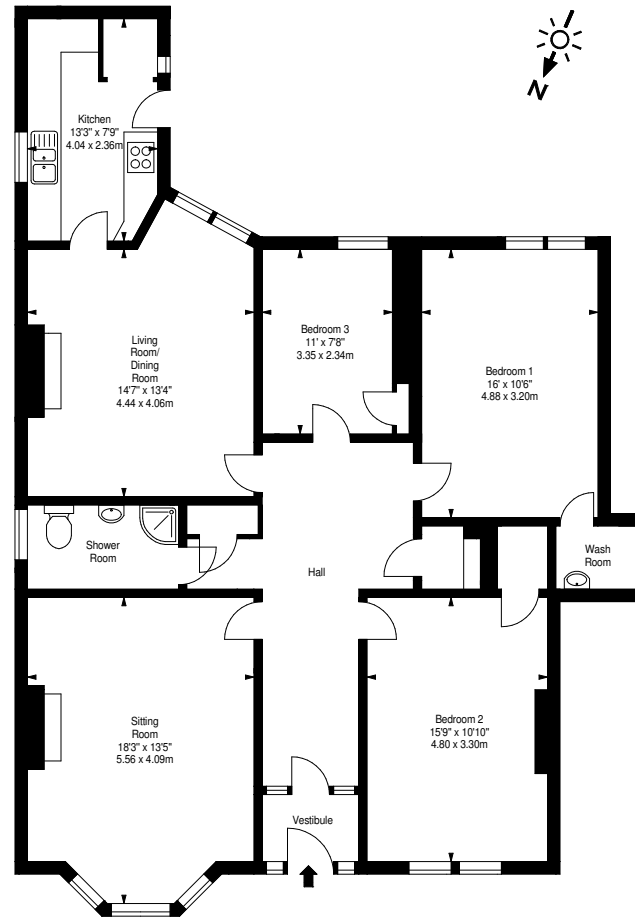 N
Kitchen
13'3" x 7'9"
4.04 x 2.36m
Living
Room/
Dining
Room
14'7" x 13'4"
4.44 x 4.06m
Bedroom 3
11' x 7'8"
3.35 x 2.34m
Bedroom 1
16' x 10'6"
4.88 x 3.20m
Shower
Room
Hall
Wash
Room
Sitting
Room
18'3" x 13'5"
5.56 x 4.09m
Bedroom 2
15'9" x 10'10"
4.80 x 3.30m
Vestibule